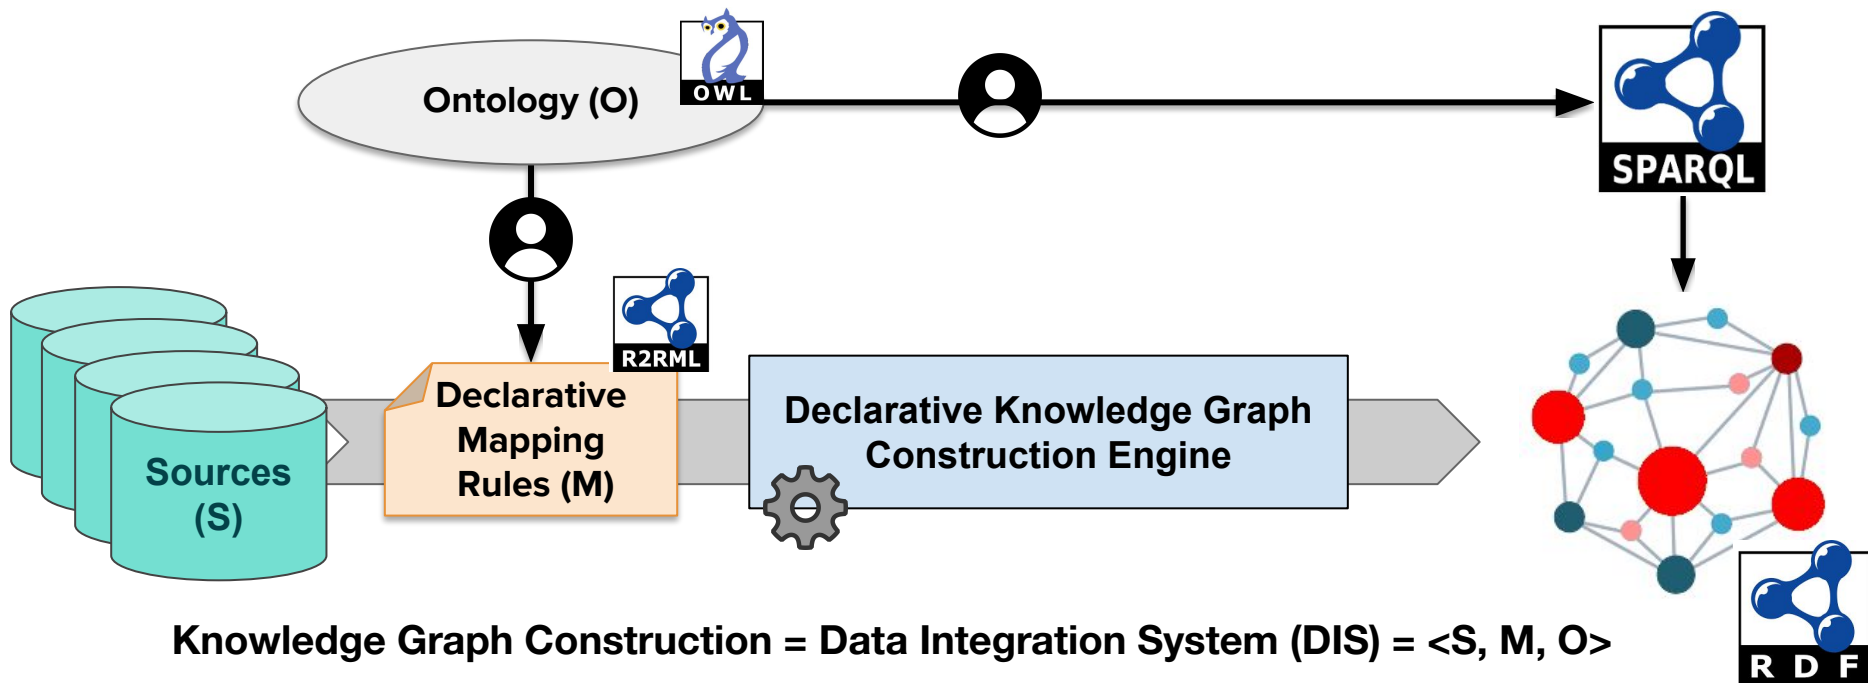 Ontology (O)
OWL
SPARQL
R2RML
Sources
(S)
Declarative
Mapping
Rules (M)
Declarative Knowledge Graph
Construction Engine
Knowledge Graph Construction = Data Integration System (DIS) = <S, M, O>
R D F